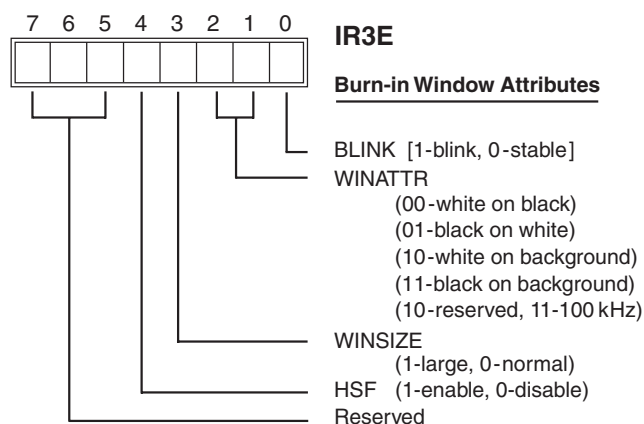 7 6 5 4 3 2 1 0
IR3E
Burn-in Window Attributes
BLINK [1-blink, 0-stable]
WINATTR
(00-white on black)
(01-black on white)
(10-white on background)
(11-black on background)
(10-reserved, 11-100 kHz)
WINSIZE
(1-large, 0-normal)
HSF (1-enable, 0-disable)
Reserved